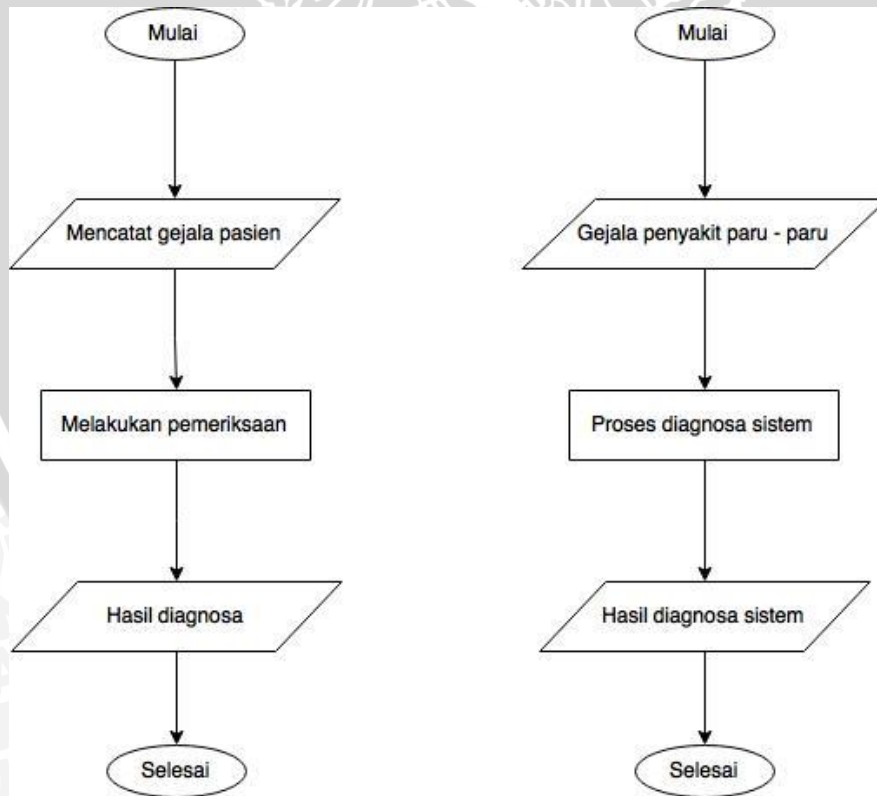 Mulai
Mencatat gejala pasien
Melakukan pemeriksaan
Hasil diagnosa
Selesai
Mulai
Gejala penyakit paru - paru
Proses diagnosa sistem
Hasil diagnosa sistem
Selesai